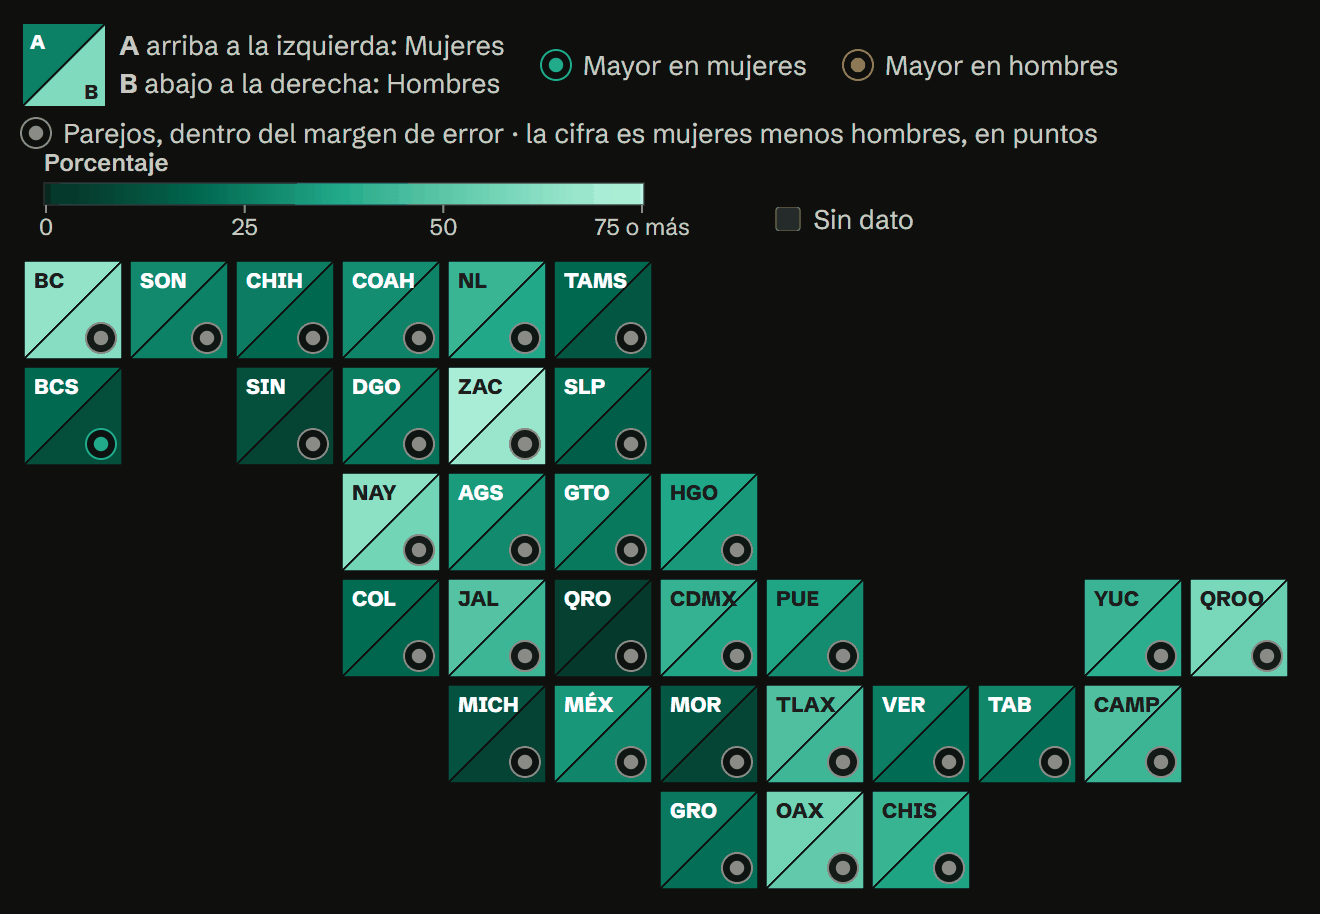 A
B
A arriba a la izquierda: Mujeres
B abajo a la derecha: Hombres
Mayor en mujeres
Mayor en hombres
Parejos, dentro del margen de error · la cifra es mujeres menos hombres, en puntos
Porcentaje
0 25 50 75 o más
Sin dato
BC SON CHIH COAH NL TAMS
BCS SIN DGO ZAC SLP
NAY AGS GTO HGO
COL JAL QRO CDMX PUE YUC QROO
MICH MÉX MOR TLAX VER TAB CAMP
GRO OAX CHIS